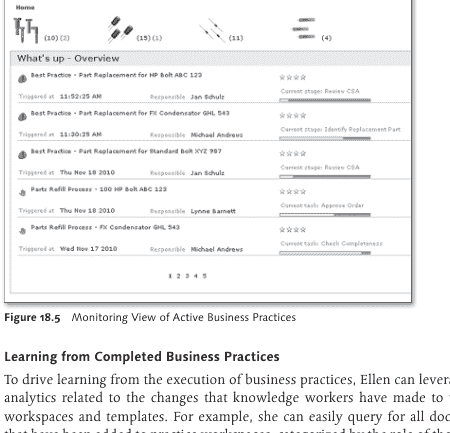 Home
(10) (2) (15) (1) (11) (4)
What's up - Overview
Best Practice - Part Replacement for HP Bolt ABC 123
Current stage: Review CSA
Triggered at 11:52:25 AM Responsible Jan Schulz
Best Practice - Part Replacement for FX Condensator GHL 543
Current stage: Identify Replacement Part
Triggered at 11:30:25 AM Responsible Michael Andrews
Best Practice - Part Replacement for Standard Bolt XYZ 987
Current stage: Review CSA
Triggered at Thu Nov 18 2010 Responsible Jan Schulz
Parts Refill Process - 100 HP Bolt ABC 123
Current task: Approve Order
Triggered at Thu Nov 18 2010 Responsible Lynne Barnett
Parts Refill Process - FX Condensator GHL 543
Current task: Check Completeness
Triggered at Wed Nov 17 2010 Responsible Michael Andrews
1 2 3 4 5
Figure 18.5 Monitoring View of Active Business Practices
Learning from Completed Business Practices
To drive learning from the execution of business practices, Ellen can lever
analytics related to the changes that knowledge workers have made to
workspaces and templates. For example, she can easily query for all doc